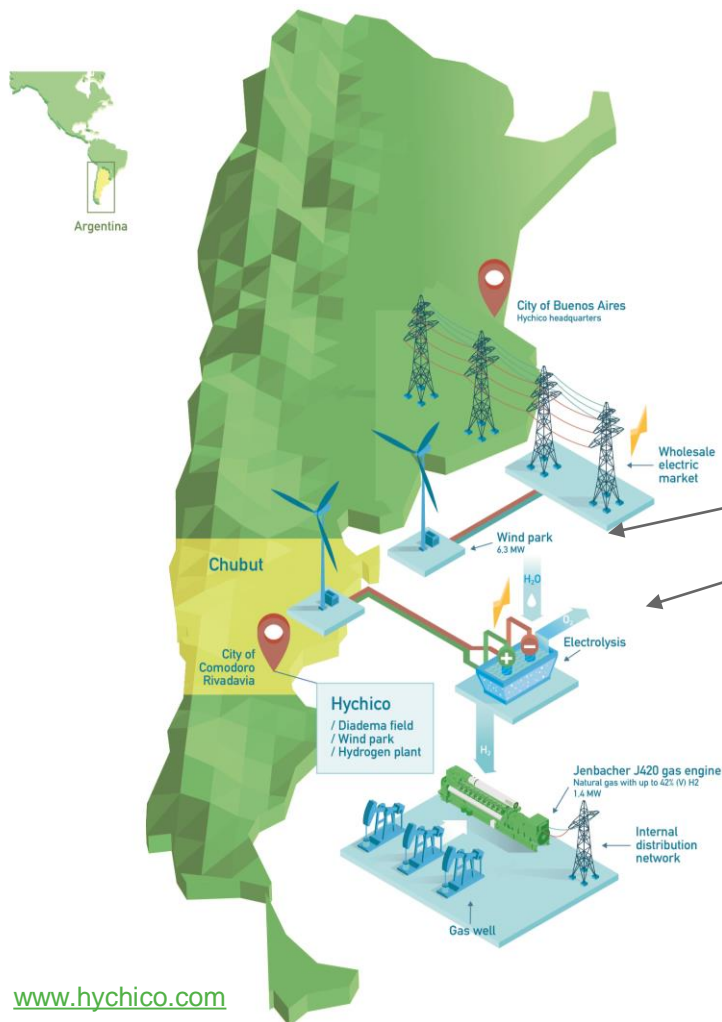 Argentina
City of Buenos Aires
Hychico headquarters
Wholesale
electric
market
Wind park
6.3 MW
Chubut
H₂O
O₂
Electrolysis
City of
Comodoro
Rivadavia
Hychico
/ Diadema field
/ Wind park
/ Hydrogen plant
H₂
Jenbacher J420 gas engine
Natural gas with up to 42% (V) H2
1.4 MW
Internal
distribution
network
Gas well
www.hychico.com